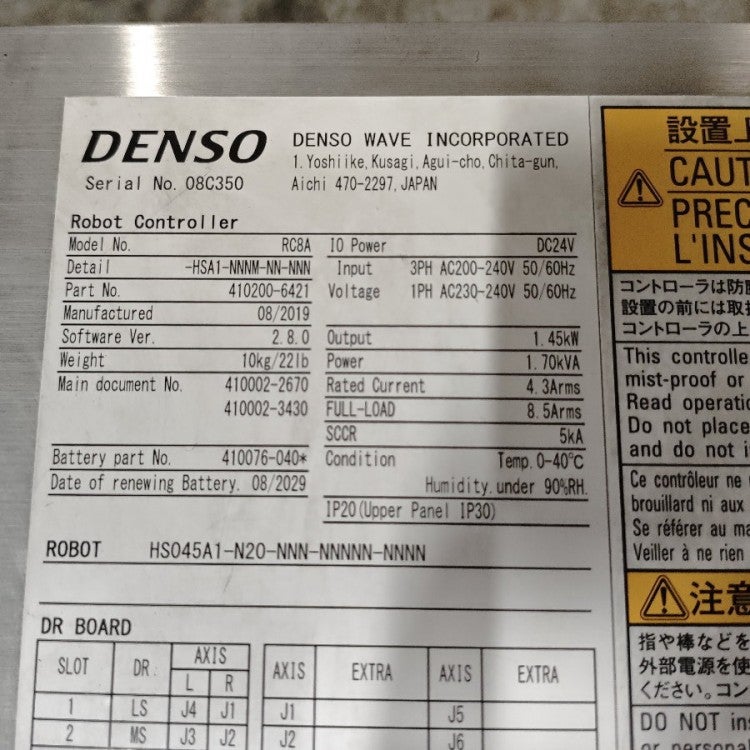 DENSO
DENSO WAVE INCORPORATED
Serial No. 08C350
1.Yoshiike,Kusagi,Agui-cho,Chita-gun,
Aichi 470-2297,JAPAN
Robot Controller
Model No. RC8A
Detail -HSA1-NNNM-NN-NNN
Part No. 410200-6421
Manufactured 08/2019
Software Ver. 2.8.0
Weight 10kg/22lb
Main document No. 410002-2670
410002-3430
Battery part No. 410076-040*
Date of renewing Battery. 08/2029
IO Power DC24V
Input 3PH AC200-240V 50/60Hz
Voltage 1PH AC230-240V 50/60Hz
Output 1.45kW
Power 1.70kVA
Rated Current 4.3Arms
FULL-LOAD 8.5Arms
SCCR 5kA
Condition Temp.0-40℃
Humidity.under 90%RH.
IP20(Upper Panel IP30)
ROBOT HS045A1-N20-NNN-NNNNN-NNNN
DR BOARD
SLOT DR. AXIS AXIS EXTRA AXIS EXTRA
L R
1 LS J4 J1 J1 J5
2 MS J3 J2 J2 J6
設置上
CAUT
PREC
L'INS
コントローラは防
設置の前には取
コントローラの上
This controlle
mist-proof or
Read operatio
Do not place
and do not i
Ce contrôleur ne
brouillard ni aux
Se référer au ma
Veiller à ne rien
注意
指や棒などを
外部電源を使
ください。コン
DO NOT ins
or personal